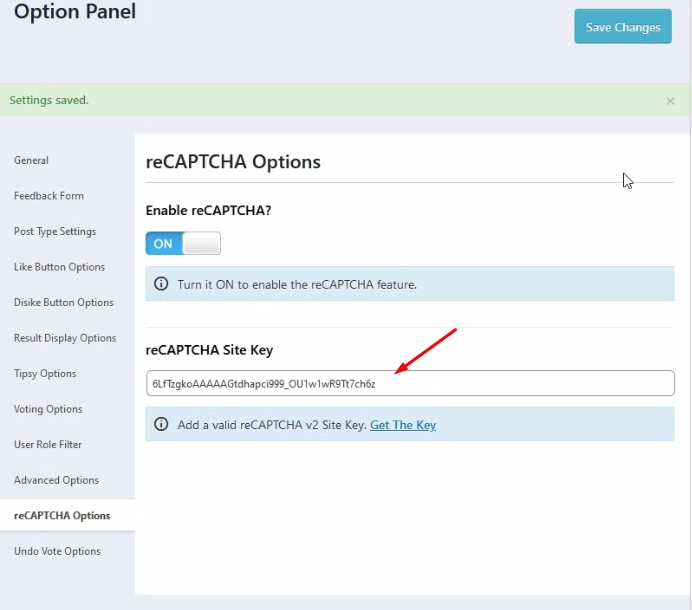 Option Panel
Save Changes
Settings saved.
×
General
Feedback Form
Post Type Settings
Like Button Options
Disike Button Options
Result Display Options
Tipsy Options
Voting Options
User Role Filter
Advanced Options
reCAPTCHA Options
Undo Vote Options
reCAPTCHA Options
Enable reCAPTCHA?
ON
Turn it ON to enable the reCAPTCHA feature.
reCAPTCHA Site Key
6LfTzgkoAAAAAGtdhapci999_OU1w1wR9Tt7ch6z
Add a valid reCAPTCHA v2 Site Key. Get The Key